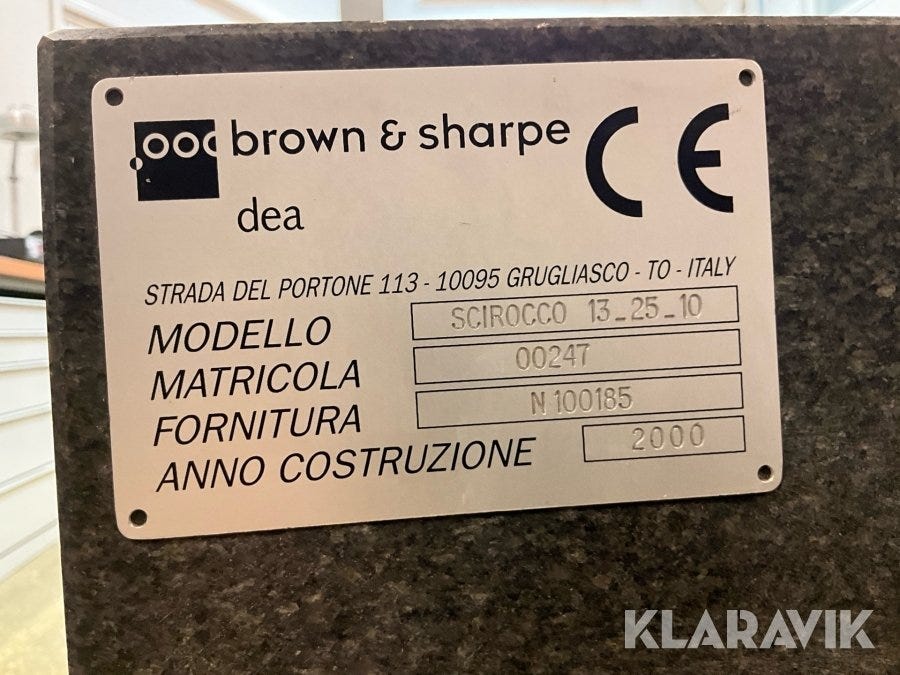 brown & sharpe CE
dea
STRADA DEL PORTONE 113 - 10095 GRUGLIASCO - TO - ITALY
MODELLO SCIROCCO 13_25_10
MATRICOLA 00247
FORNITURA N 100185
ANNO COSTRUZIONE 2000
KLARAVIK